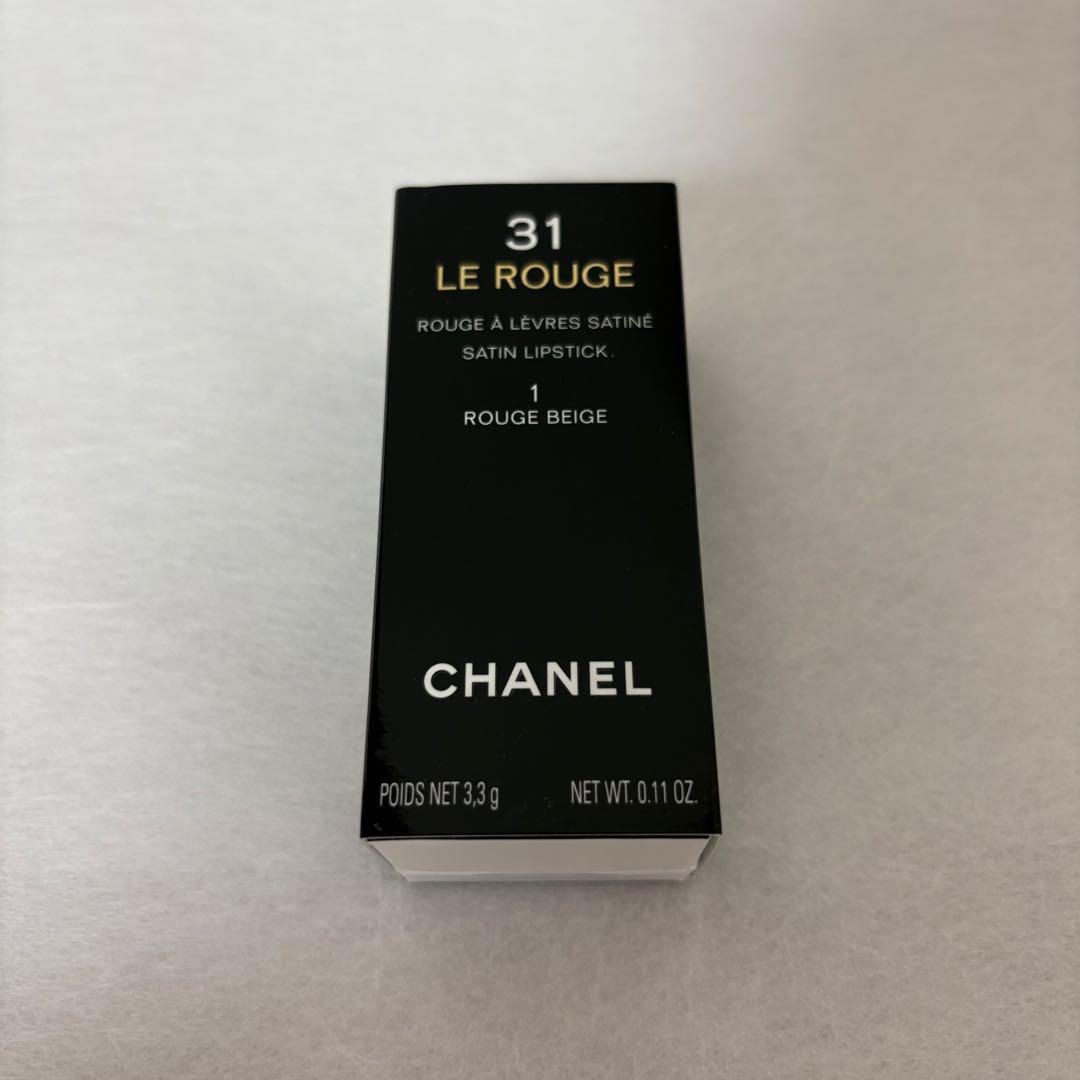 31
LE ROUGE
ROUGE À LÈVRES SATINÉ
SATIN LIPSTICK.
1
ROUGE BEIGE
CHANEL
POIDS NET 3,3 g NET WT. 0.11 OZ.